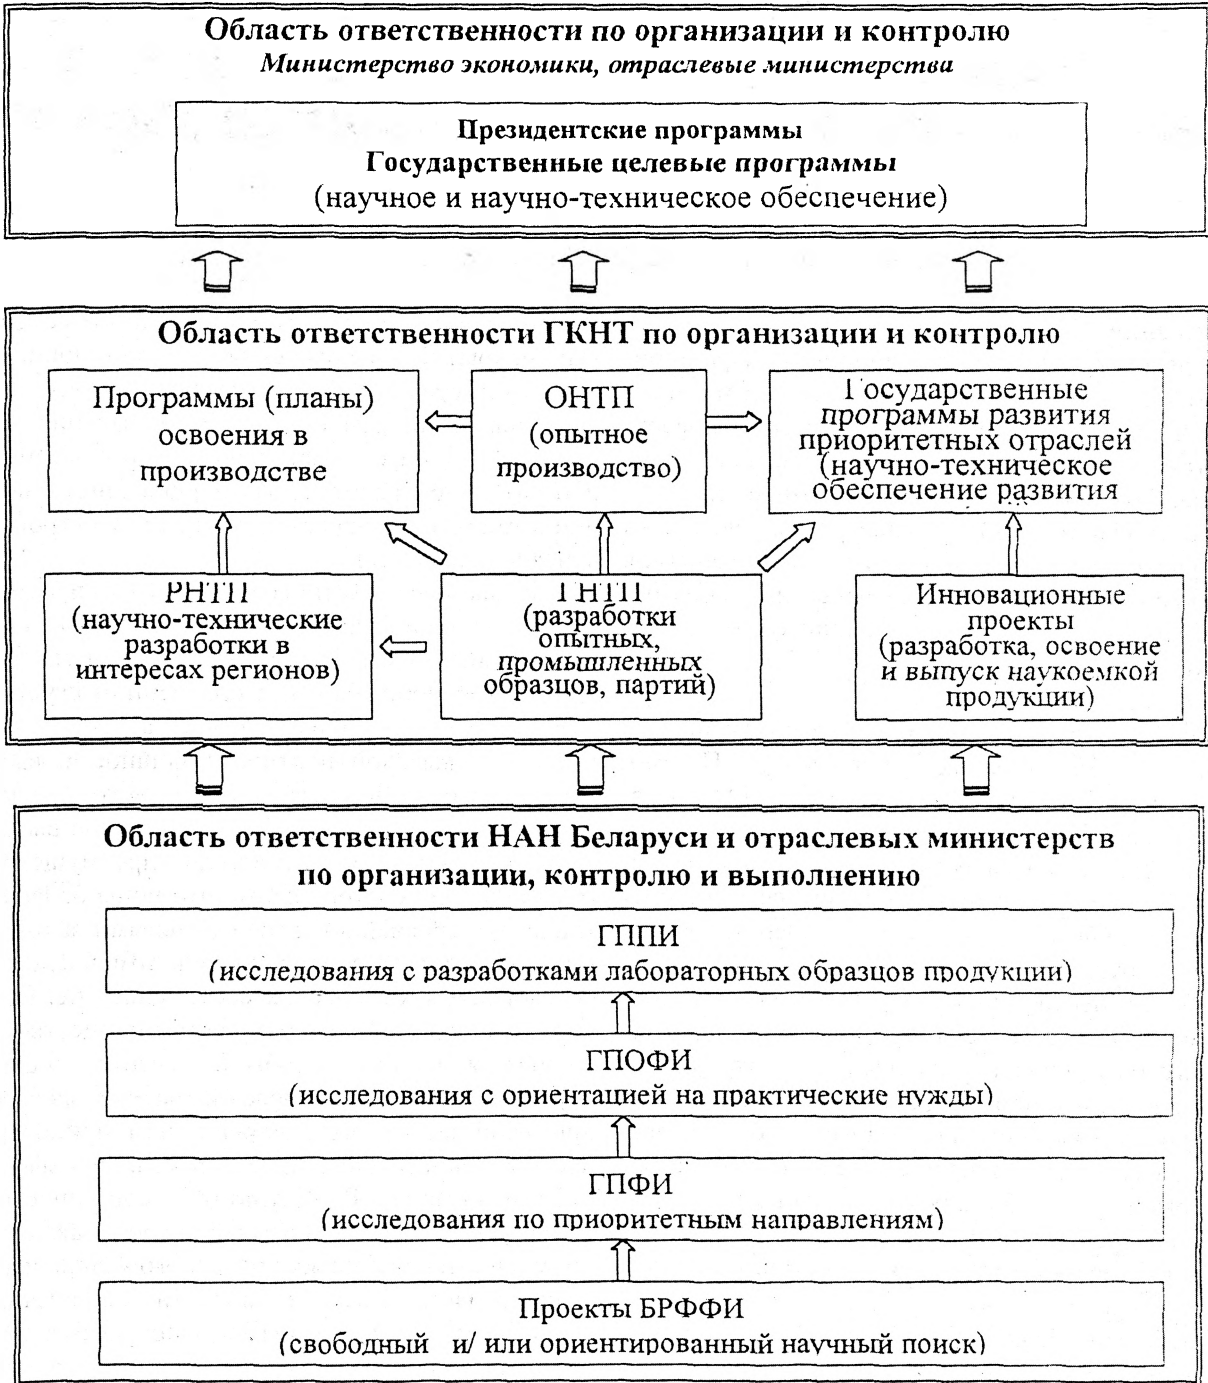 Область ответственности по организации и контролю
Министерство экономики, отраслевые министерства
Президентские программы
Государственные целевые программы
(научное и научно-техническое обеспечение)
Область ответственности ГКНТ по организации и контролю
Программы (планы)
освоения в
производстве
ОНТП
(опытное
производство)
Государственные
программы развития
приоритетных отраслей
(научно-техническое
обеспечение развития
РНТП
(научно-технические
разработки в
интересах регионов)
ГНТП
(разработки
опытных,
промышленных
образцов, партий)
Инновационные
проекты
(разработка, освоение
и выпуск наукоемкой
продукции)
Область ответственности НАН Беларуси и отраслевых министерств
по организации, контролю и выполнению
ГППИ
(исследования с разработками лабораторных образцов продукции)
ГПОФИ
(исследования с ориентацией на практические нужды)
ГПФИ
(исследования по приоритетным направлениям)
Проекты БРФФИ
(свободный и/ или ориентированный научный поиск)